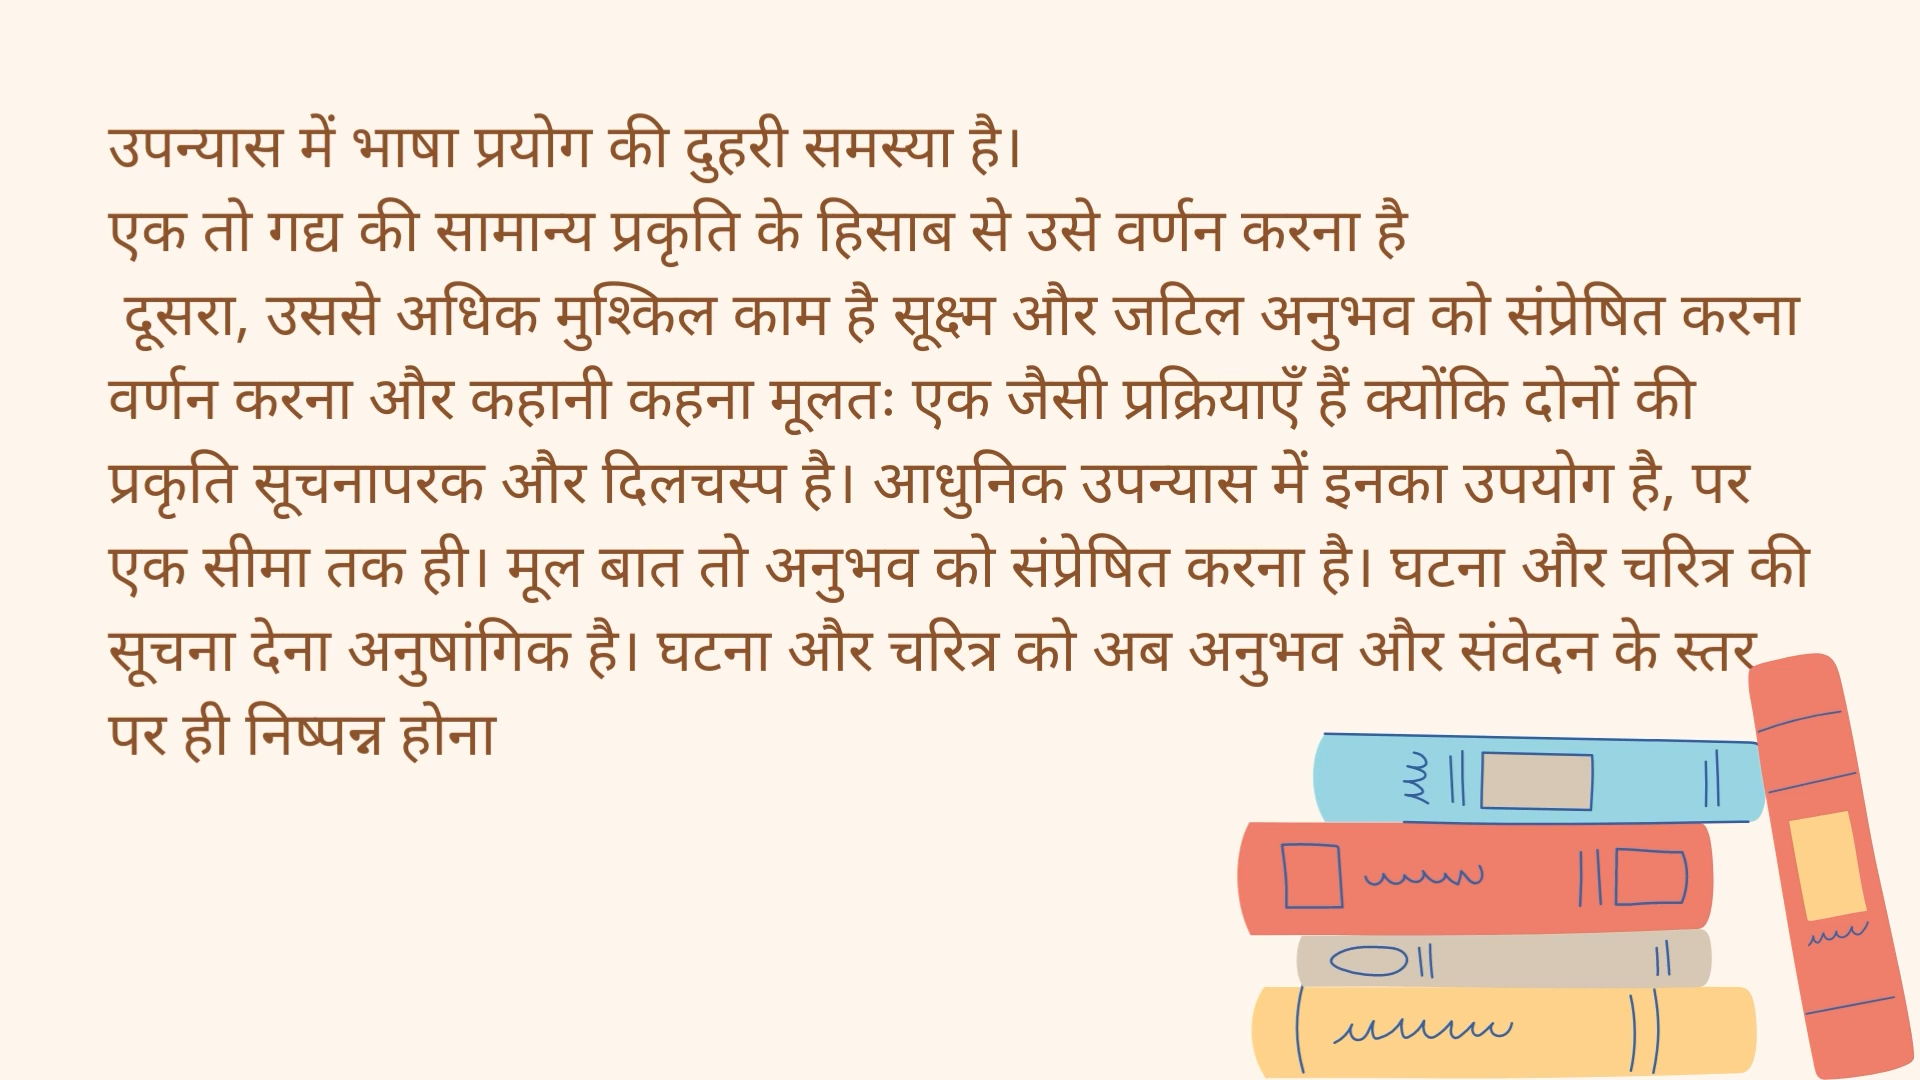 उपन्यास में भाषा प्रयोग की दुहरी समस्या है।
एक तो गद्य की सामान्य प्रकृति के हिसाब से उसे वर्णन करना है
दूसरा, उससे अधिक मुश्किल काम है सूक्ष्म और जटिल अनुभव को संप्रेषित करना
वर्णन करना और कहानी कहना मूलतः एक जैसी प्रक्रियाएँ हैं क्योंकि दोनों की
प्रकृति सूचनापरक और दिलचस्प है। आधुनिक उपन्यास में इनका उपयोग है, पर
एक सीमा तक ही। मूल बात तो अनुभव को संप्रेषित करना है। घटना और चरित्र की
सूचना देना अनुषांगिक है। घटना और चरित्र को अब अनुभव और संवेदन के स्तर
पर ही निष्पन्न होना